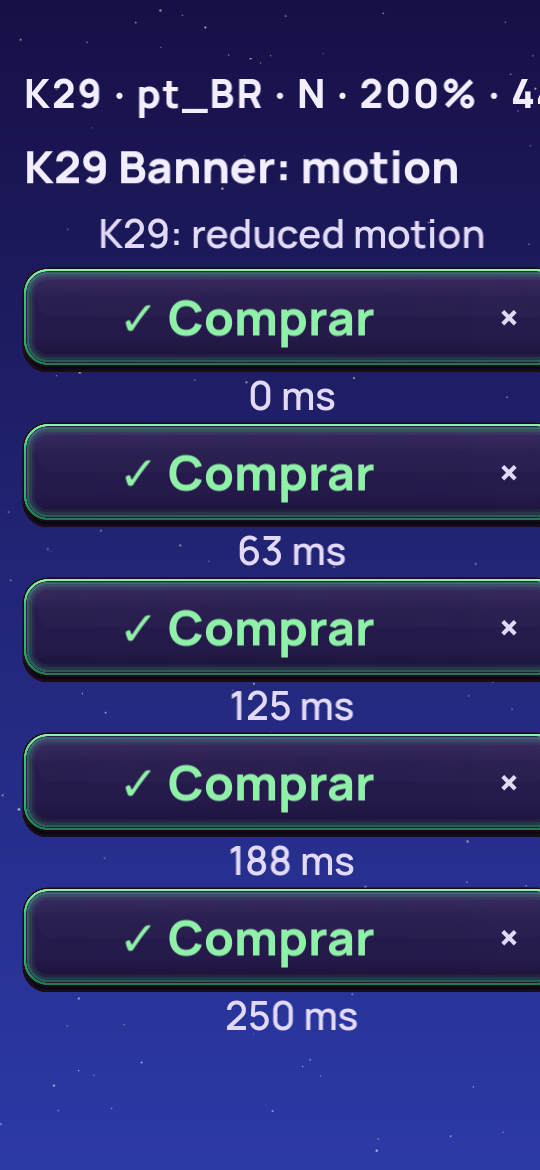 K29 · pt_BR · N · 200% · 4
K29 Banner: motion
K29: reduced motion
✓ Comprar ×
0 ms
✓ Comprar ×
63 ms
✓ Comprar ×
125 ms
✓ Comprar ×
188 ms
✓ Comprar ×
250 ms